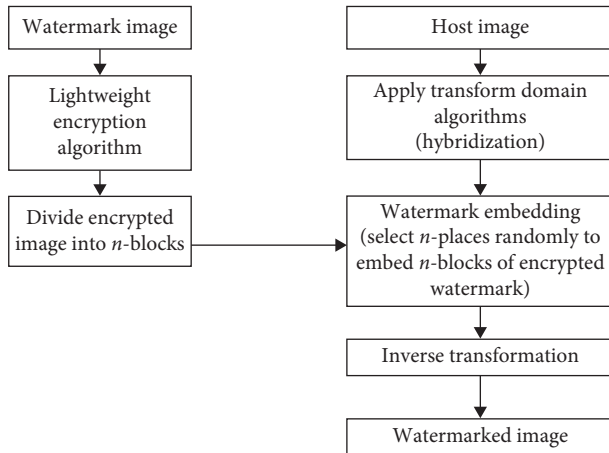 Watermark image
Lightweight
encryption
algorithm
Divide encrypted
image into n-blocks
Host image
Apply transform domain
algorithms
(hybridization)
Watermark embedding
(select n-places randomly to
embed n-blocks of encrypted
watermark)
Inverse transformation
Watermarked image